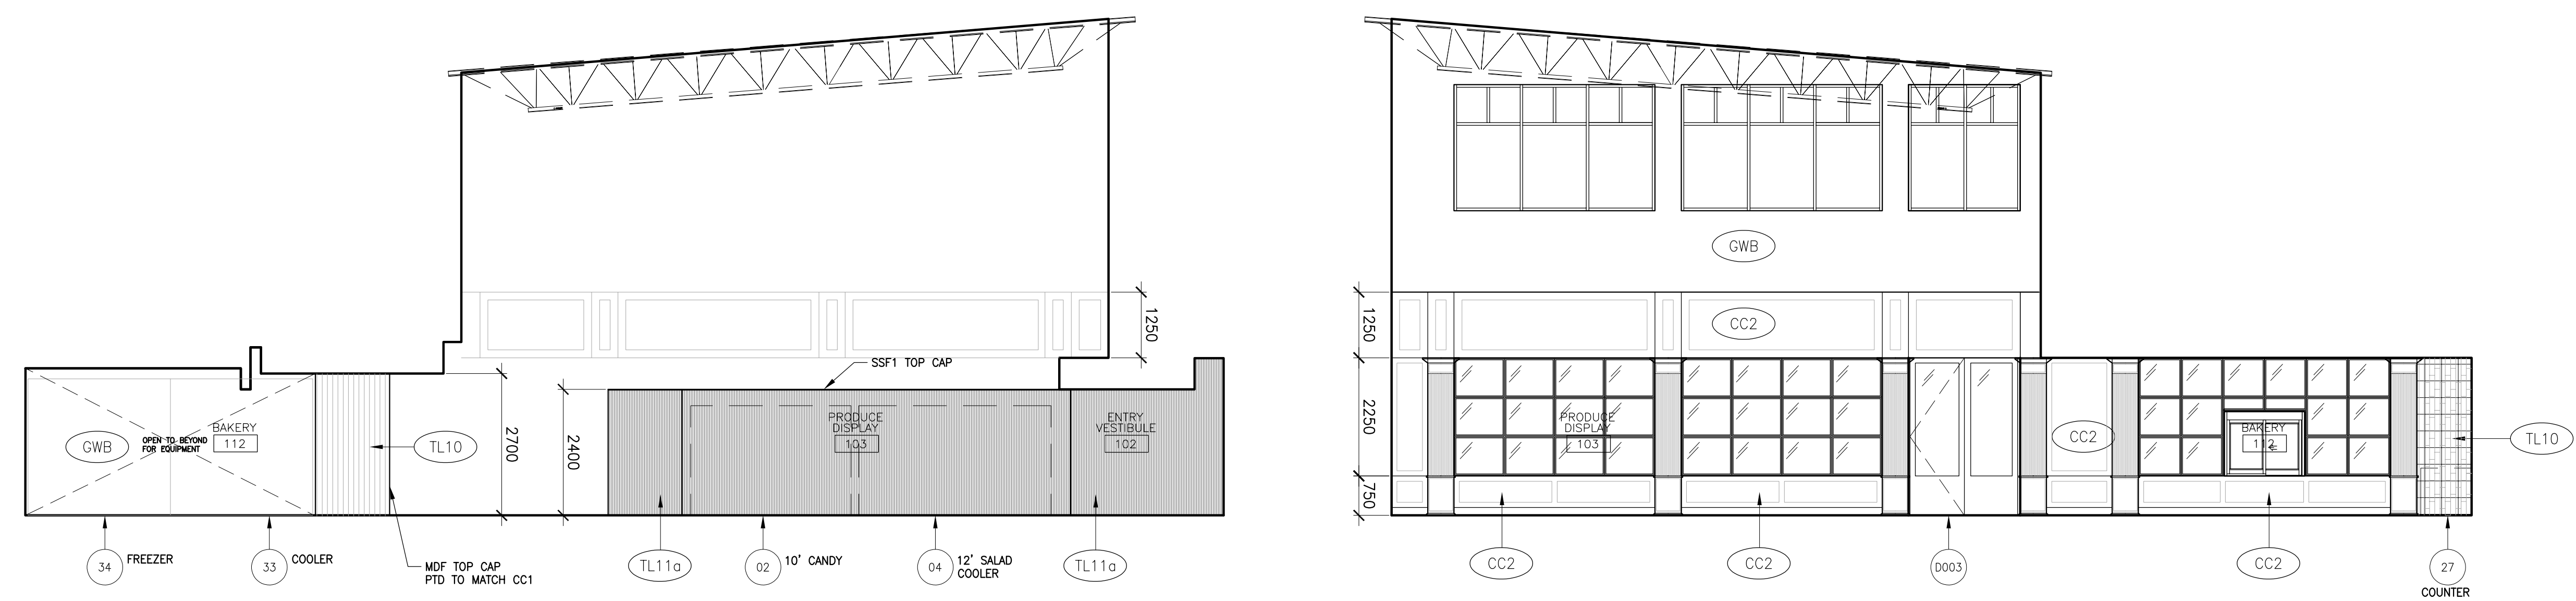 1250
SSF1 TOP CAP
2700
2400
GWB
OPEN TO BEYOND
FOR EQUIPMENT
BAKERY
112
TL10
PRODUCE
DISPLAY
103
ENTRY
VESTIBULE
102
34
FREEZER
33
COOLER
MDF TOP CAP
PTD TO MATCH CC1
TL11a
02
10' CANDY
04
12' SALAD
COOLER
TL11a
GWB
CC2
1250
2250
750
PRODUCE
DISPLAY
103
CC2
BAKERY
112
TL10
CC2
CC2
D003
CC2
27
COUNTER